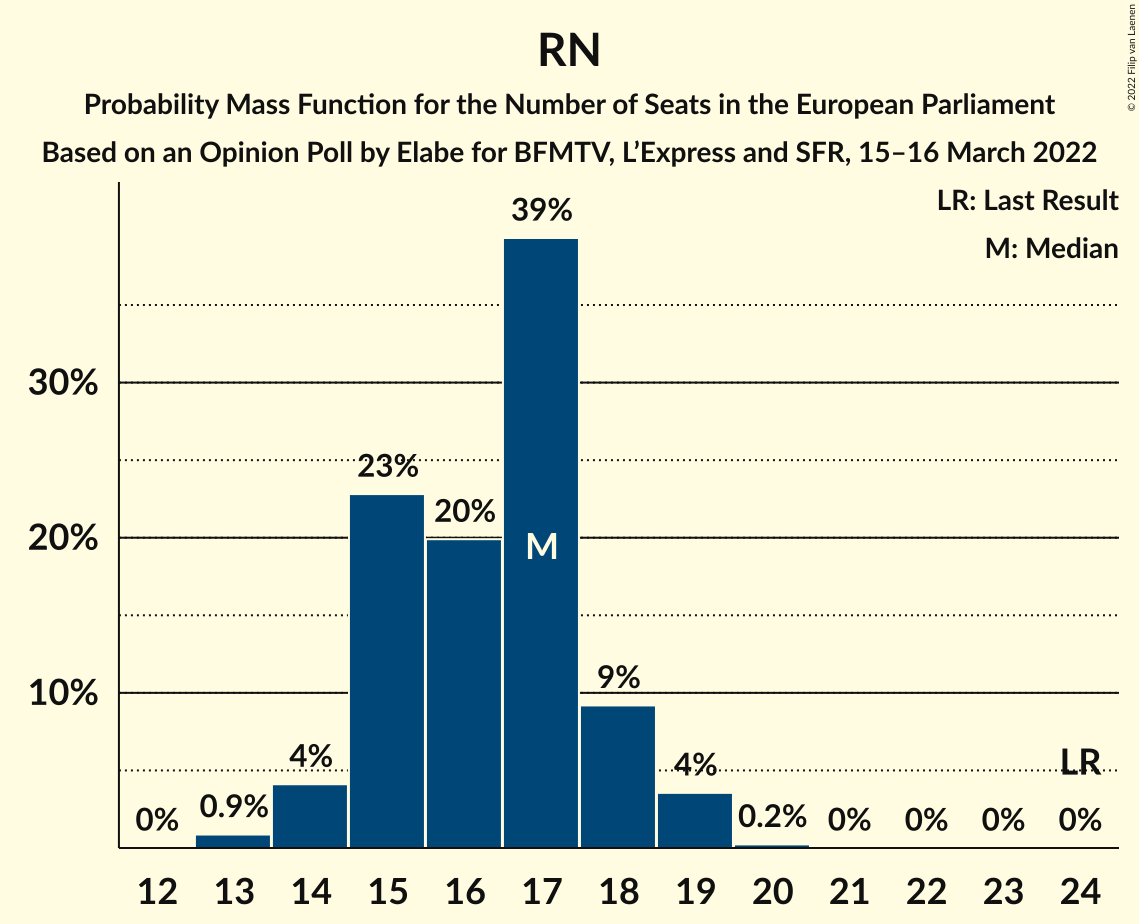 RN
Probability Mass Function for the Number of Seats in the European Parliament
Based on an Opinion Poll by Elabe for BFMTV, L’Express and SFR, 15–16 March 2022
© 2022 Filip van Laenen
LR: Last Result
M: Median
39%
30%
23%
20%
20%
M
10%
9%
4%
4%
LR
0%
0.9%
0.2%
0%
0%
0%
0%
12 13 14 15 16 17 18 19 20 21 22 23 24